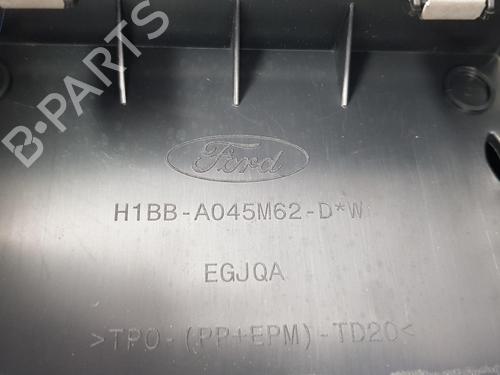 B-PARTS
Ford
H1BB-A045M62-D*W
EGJQA
>TPO-(PP+EPM)-TD20<